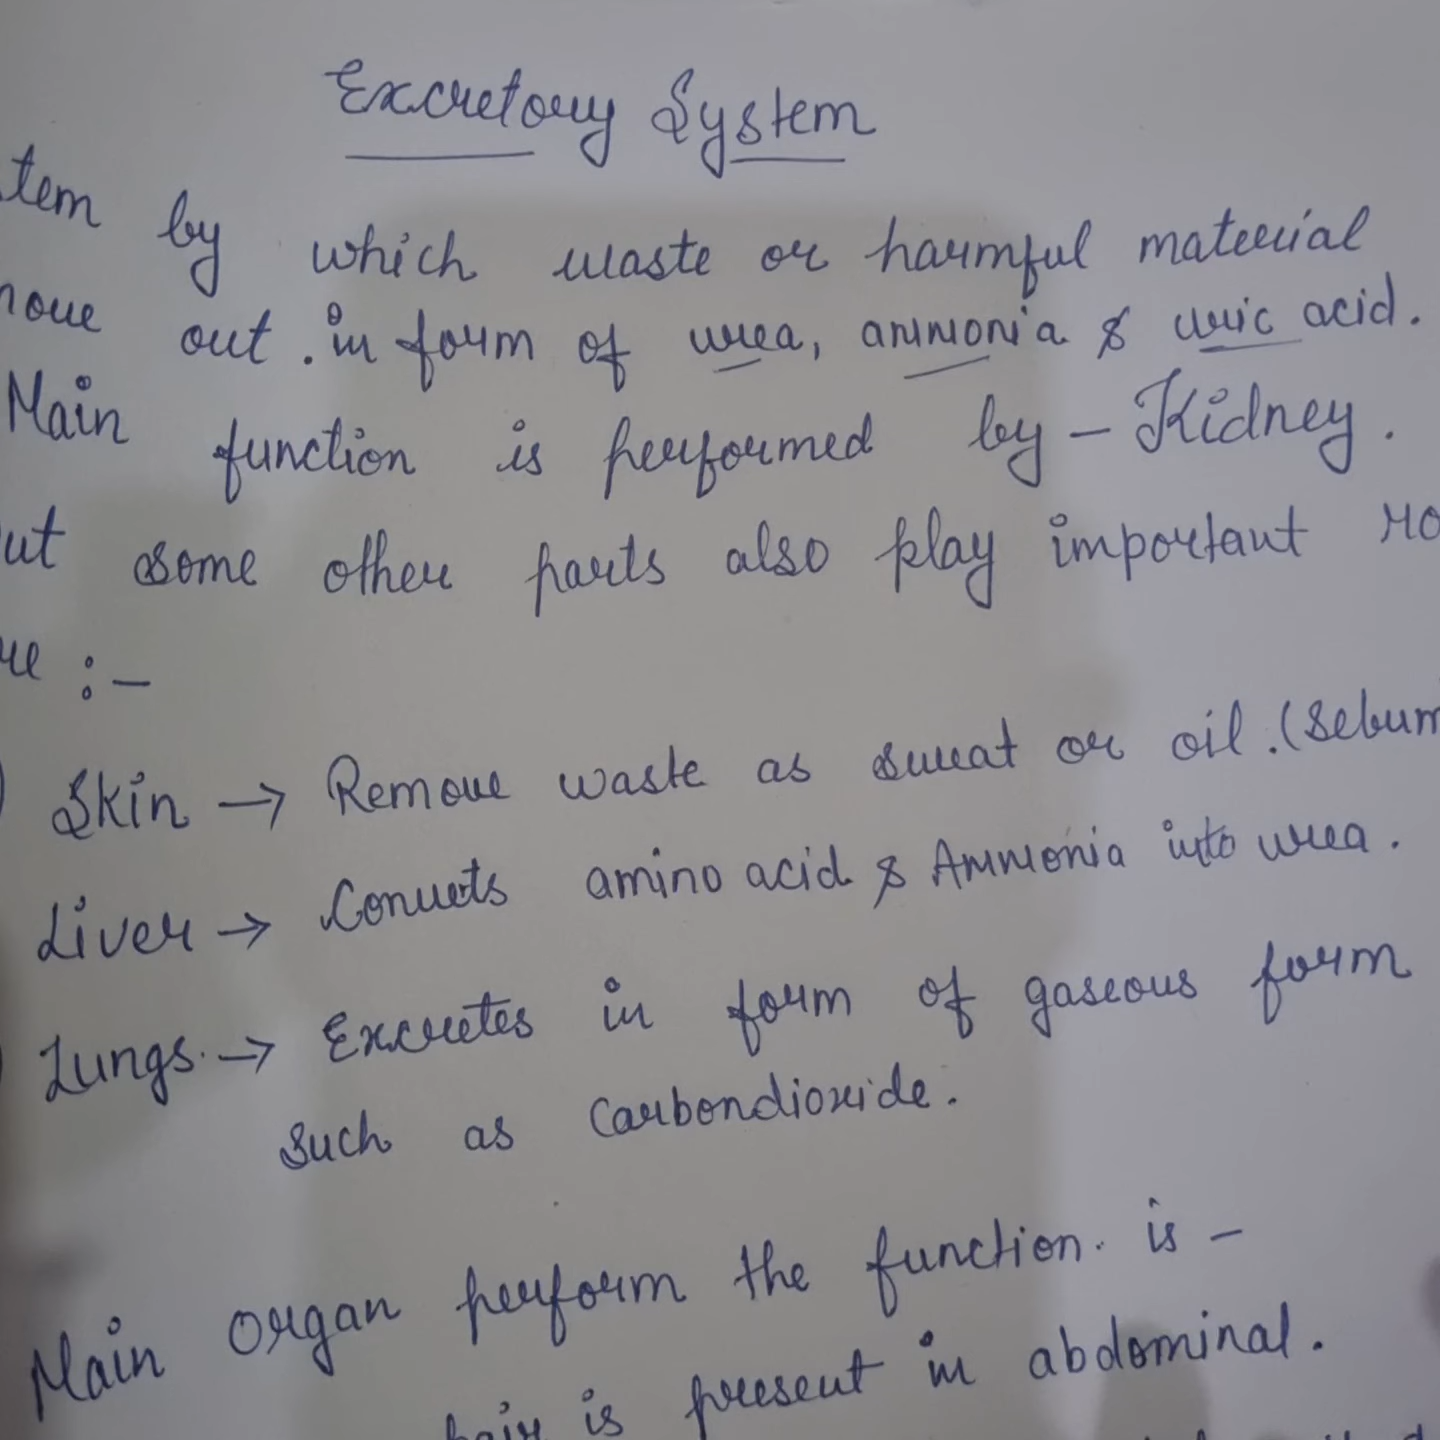 Excretory System
tem by which waste or harmful material
out. in form of urea, ammonia & uric acid.
Main function is performed by - Kidney.
ut some other parts also play important ro
re :-
Skin → Remove waste as sweat or oil. (Sebum
Liver → Converts amino acid & Ammonia into urea.
Lungs. → Excretes in form of gaseous form
such as Carbondioxide.
Main organ perform the function. is -
pair is present in abdominal.